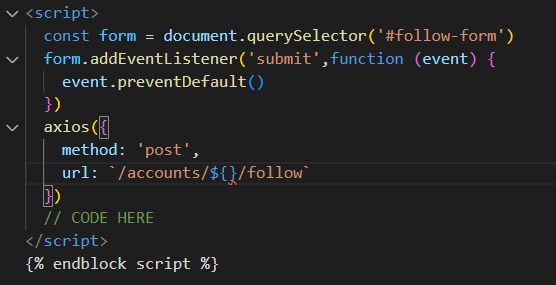 <script>
const form = document.querySelector('#follow-form')
form.addEventListener('submit',function (event) {
event.preventDefault()
})
axios({
method: 'post',
url: `/accounts/${}/follow`
})
// CODE HERE
</script>
{% endblock script %}